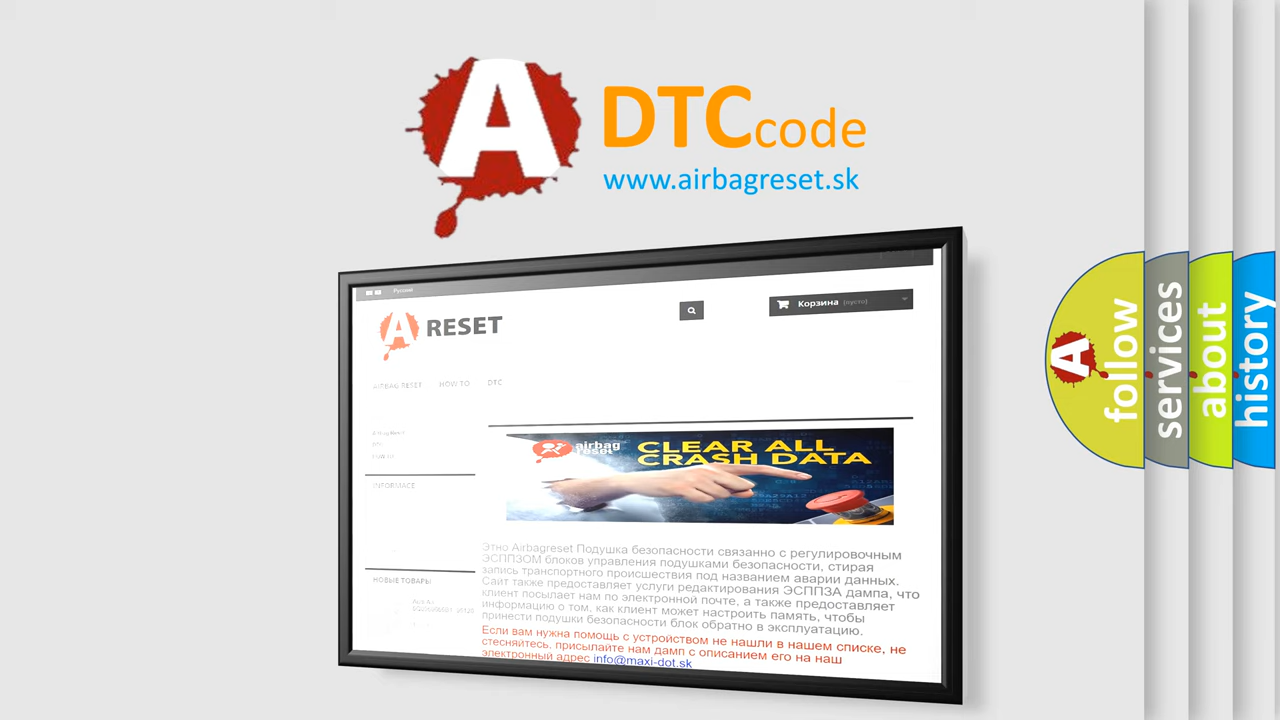 A DTCcode
www.airbagreset.sk
Русский
A RESET
Корзина (пусто)
AIRBAG RESET HOW TO DTC
DTC
INFORMACE
airbag
reset
CLEAR ALL
CRASH DATA
Этно Airbagreset Подушка безопасности связанно с регулировочным
ЭСППЗОМ блоков управления подушками безопасности, стирая
запись транспортного происшествия под названием аварии данных.
Сайт также предоставляет услуги редактирования ЭСППЗА дампа, что
клиент посылает нам по электронной почте, а также предоставляет
информацию о том, как клиент может настроить память, чтобы
принести подушки безопасности блок обратно в эксплуатацию.
Если вам нужна помощь с устройством не нашли в нашем списке, не
стесняйтесь, присылайте нам дамп с описанием его на наш
электронный адрес info@maxi-dot.sk
НОВЫЕ ТОВАРЫ
A follow
services
about
history